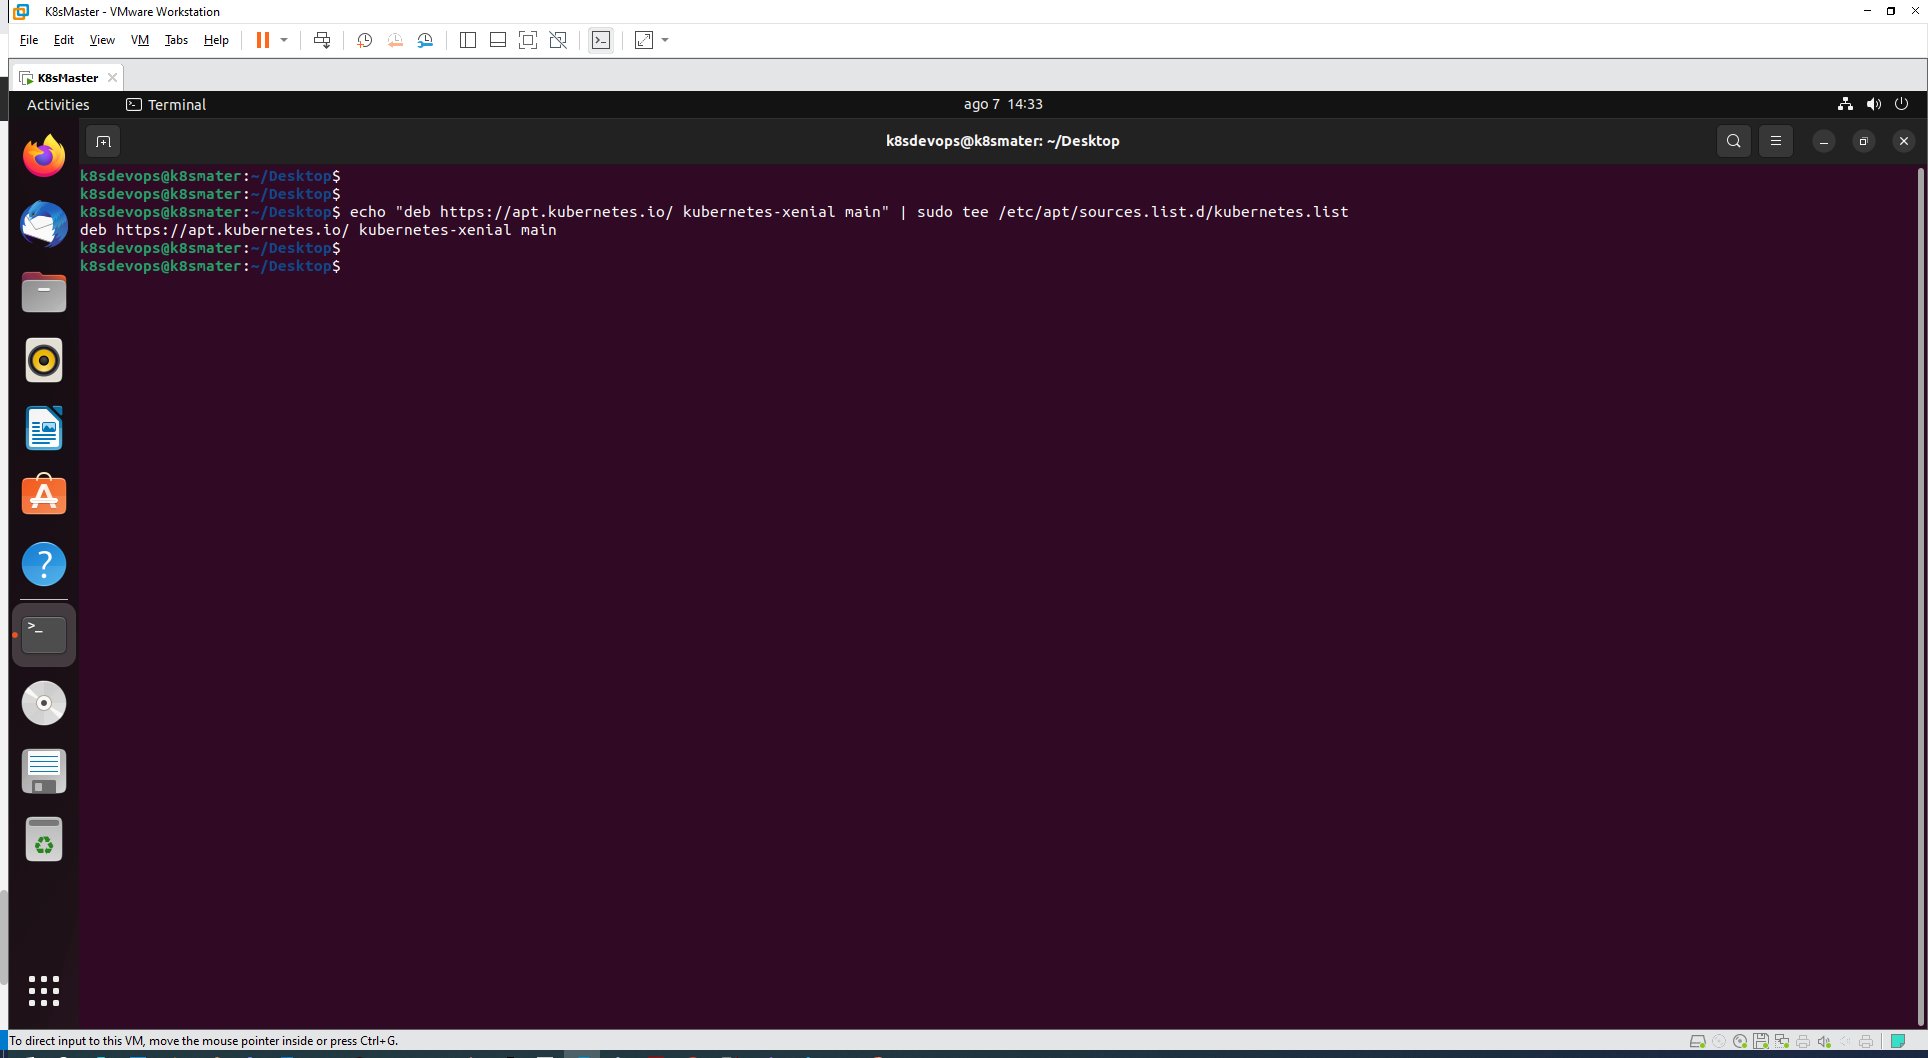 K8sMaster - VMware Workstation
File Edit View VM Tabs Help
K8sMaster
Activities Terminal ago 7 14:33
k8sdevops@k8smater: ~/Desktop
k8sdevops@k8smater:~/Desktop$
k8sdevops@k8smater:~/Desktop$
k8sdevops@k8smater:~/Desktop$ echo "deb https://apt.kubernetes.io/ kubernetes-xenial main" | sudo tee /etc/apt/sources.list.d/kubernetes.list
deb https://apt.kubernetes.io/ kubernetes-xenial main
k8sdevops@k8smater:~/Desktop$
k8sdevops@k8smater:~/Desktop$
To direct input to this VM, move the mouse pointer inside or press Ctrl+G.